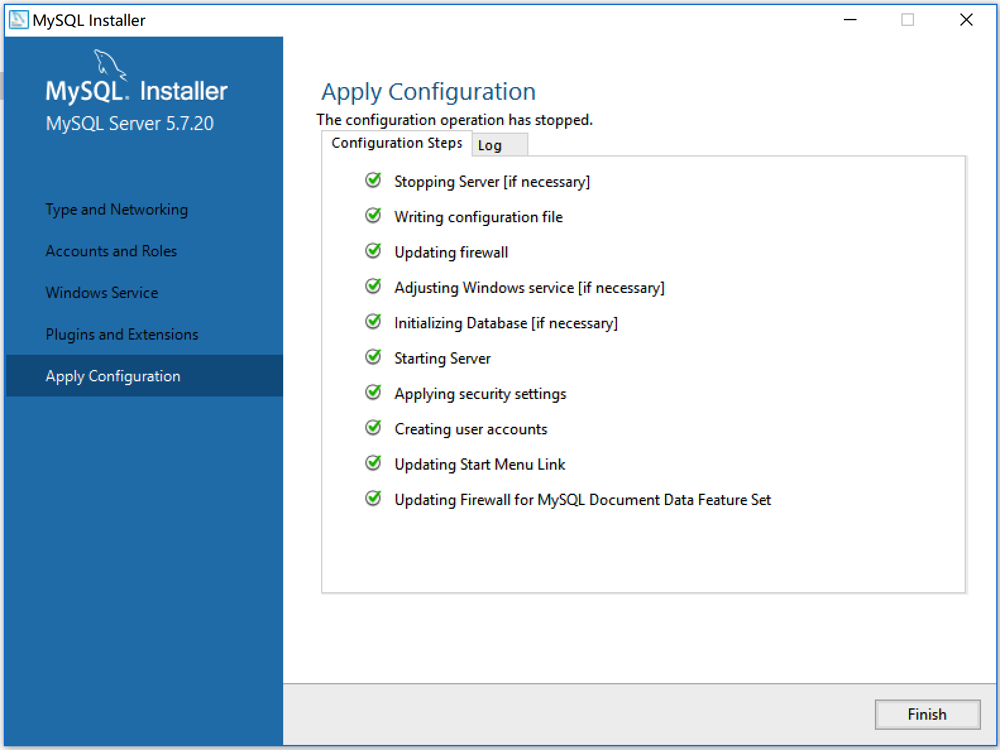 MySQL Installer
MySQL. Installer
MySQL Server 5.7.20
Type and Networking
Accounts and Roles
Windows Service
Plugins and Extensions
Apply Configuration
Apply Configuration
The configuration operation has stopped.
Configuration Steps
Log
Stopping Server [if necessary]
Writing configuration file
Updating firewall
Adjusting Windows service [if necessary]
Initializing Database [if necessary]
Starting Server
Applying security settings
Creating user accounts
Updating Start Menu Link
Updating Firewall for MySQL Document Data Feature Set
Finish